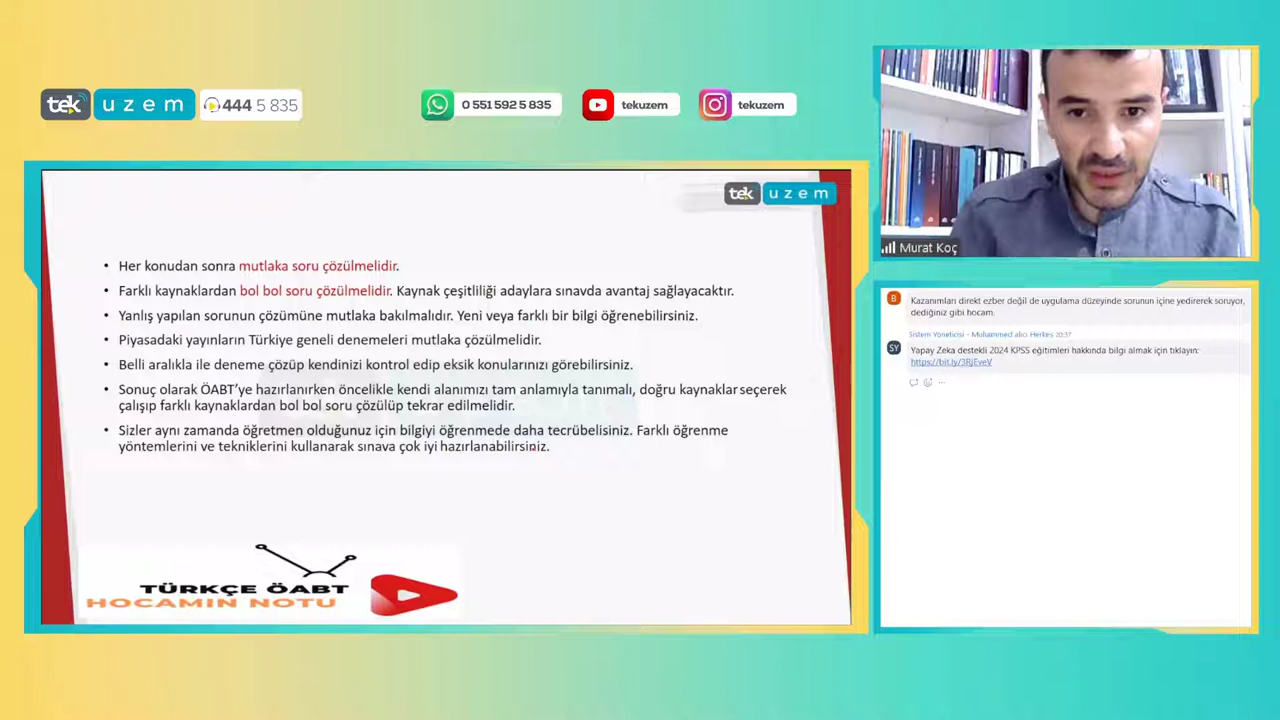 tek uzem 444 5 835
0 551 592 5 835
tekuzem
tekuzem
tek uzem
• Her konudan sonra mutlaka soru çözülmelidir.
• Farklı kaynaklardan bol bol soru çözülmelidir. Kaynak çeşitliliği adaylara sınavda avantaj sağlayacaktır.
• Yanlış yapılan sorunun çözümüne mutlaka bakılmalıdır. Yeni veya farklı bir bilgi öğrenebilirsiniz.
• Piyasadaki yayınların Türkiye geneli denemeleri mutlaka çözülmelidir.
• Belli aralıkla ile deneme çözüp kendinizi kontrol edip eksik konularınızı görebilirsiniz.
• Sonuç olarak ÖABT'ye hazırlanırken öncelikle kendi alanımızı tam anlamıyla tanımalı, doğru kaynaklar seçerek
çalışıp farklı kaynaklardan bol bol soru çözülüp tekrar edilmelidir.
• Sizler aynı zamanda öğretmen olduğunuz için bilgiyi öğrenmede daha tecrübelisiniz. Farklı öğrenme
yöntemlerini ve tekniklerini kullanarak sınava çok iyi hazırlanabilirsiniz.
TÜRKÇE ÖABT
HOCAMIN NOTU
Murat Koç
B
Kazanımları direkt ezber değil de uygulama düzeyinde sorunun içine yedirerek soruyor,
dediğiniz gibi hocam.
Sistem Yöneticisi - Muhammed alıcı Herkes 20:37
SY
Yapay Zeka destekli 2024 KPSS eğitimleri hakkında bilgi almak için tıklayın:
https://bit.ly/3RjEveV